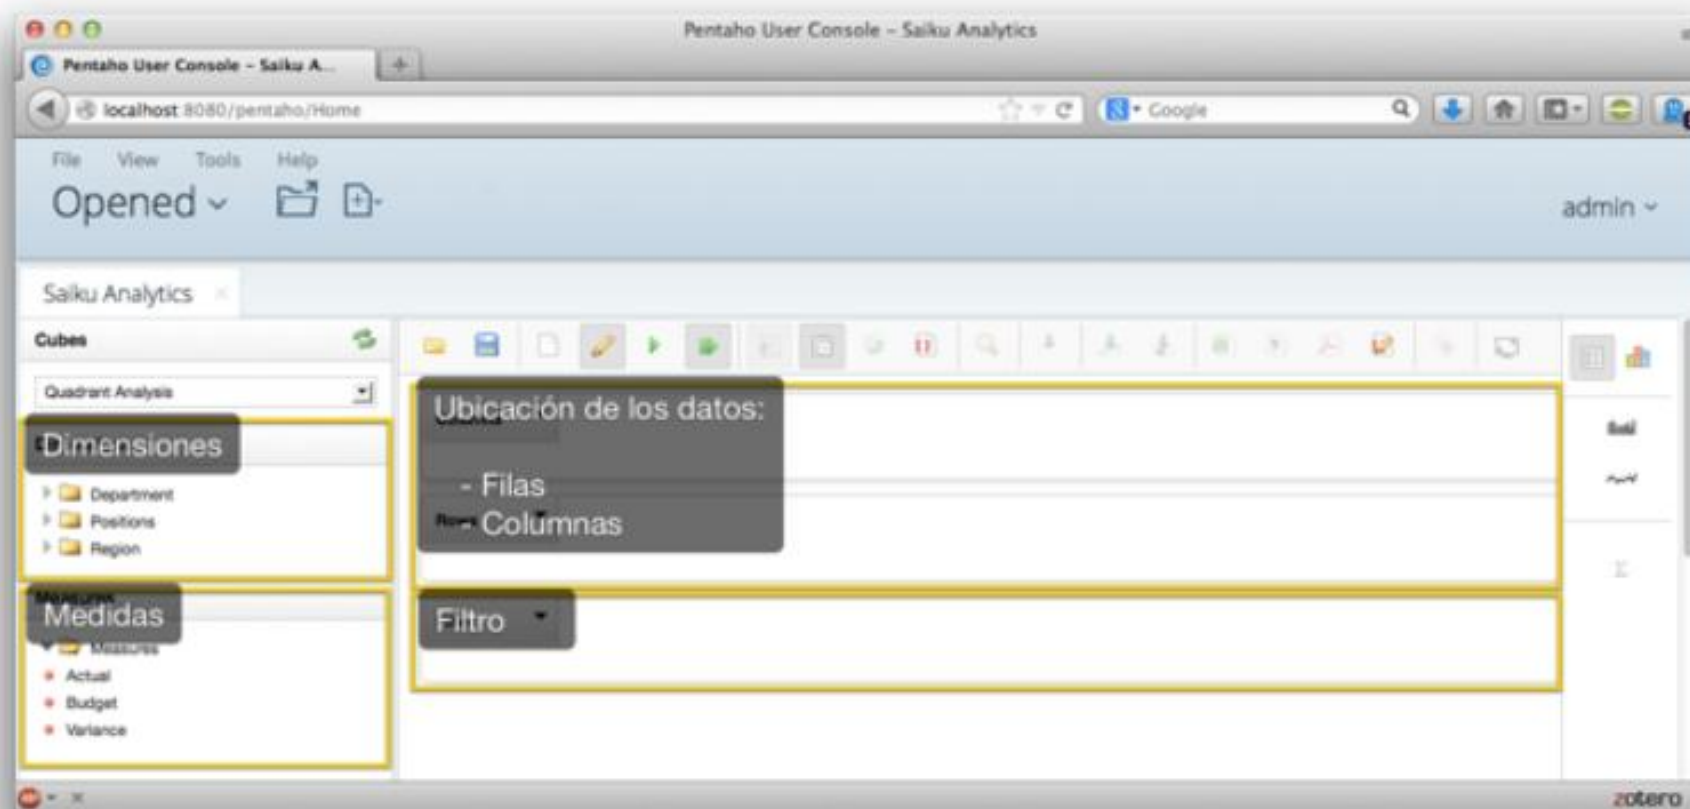 Pentaho User Console - Saiku Analytics
Pentaho User Console - Saiku A...
localhost:8080/pentaho/Home
Google
File View Tools Help
Opened
admin
Saiku Analytics
Cubes
Quadrant Analysis
Dimensiones
Department
Positions
Region
Medidas
Measures
Actual
Budget
Variance
Ubicación de los datos:
- Filas
Rows
- Columnas
Filtro
zotero